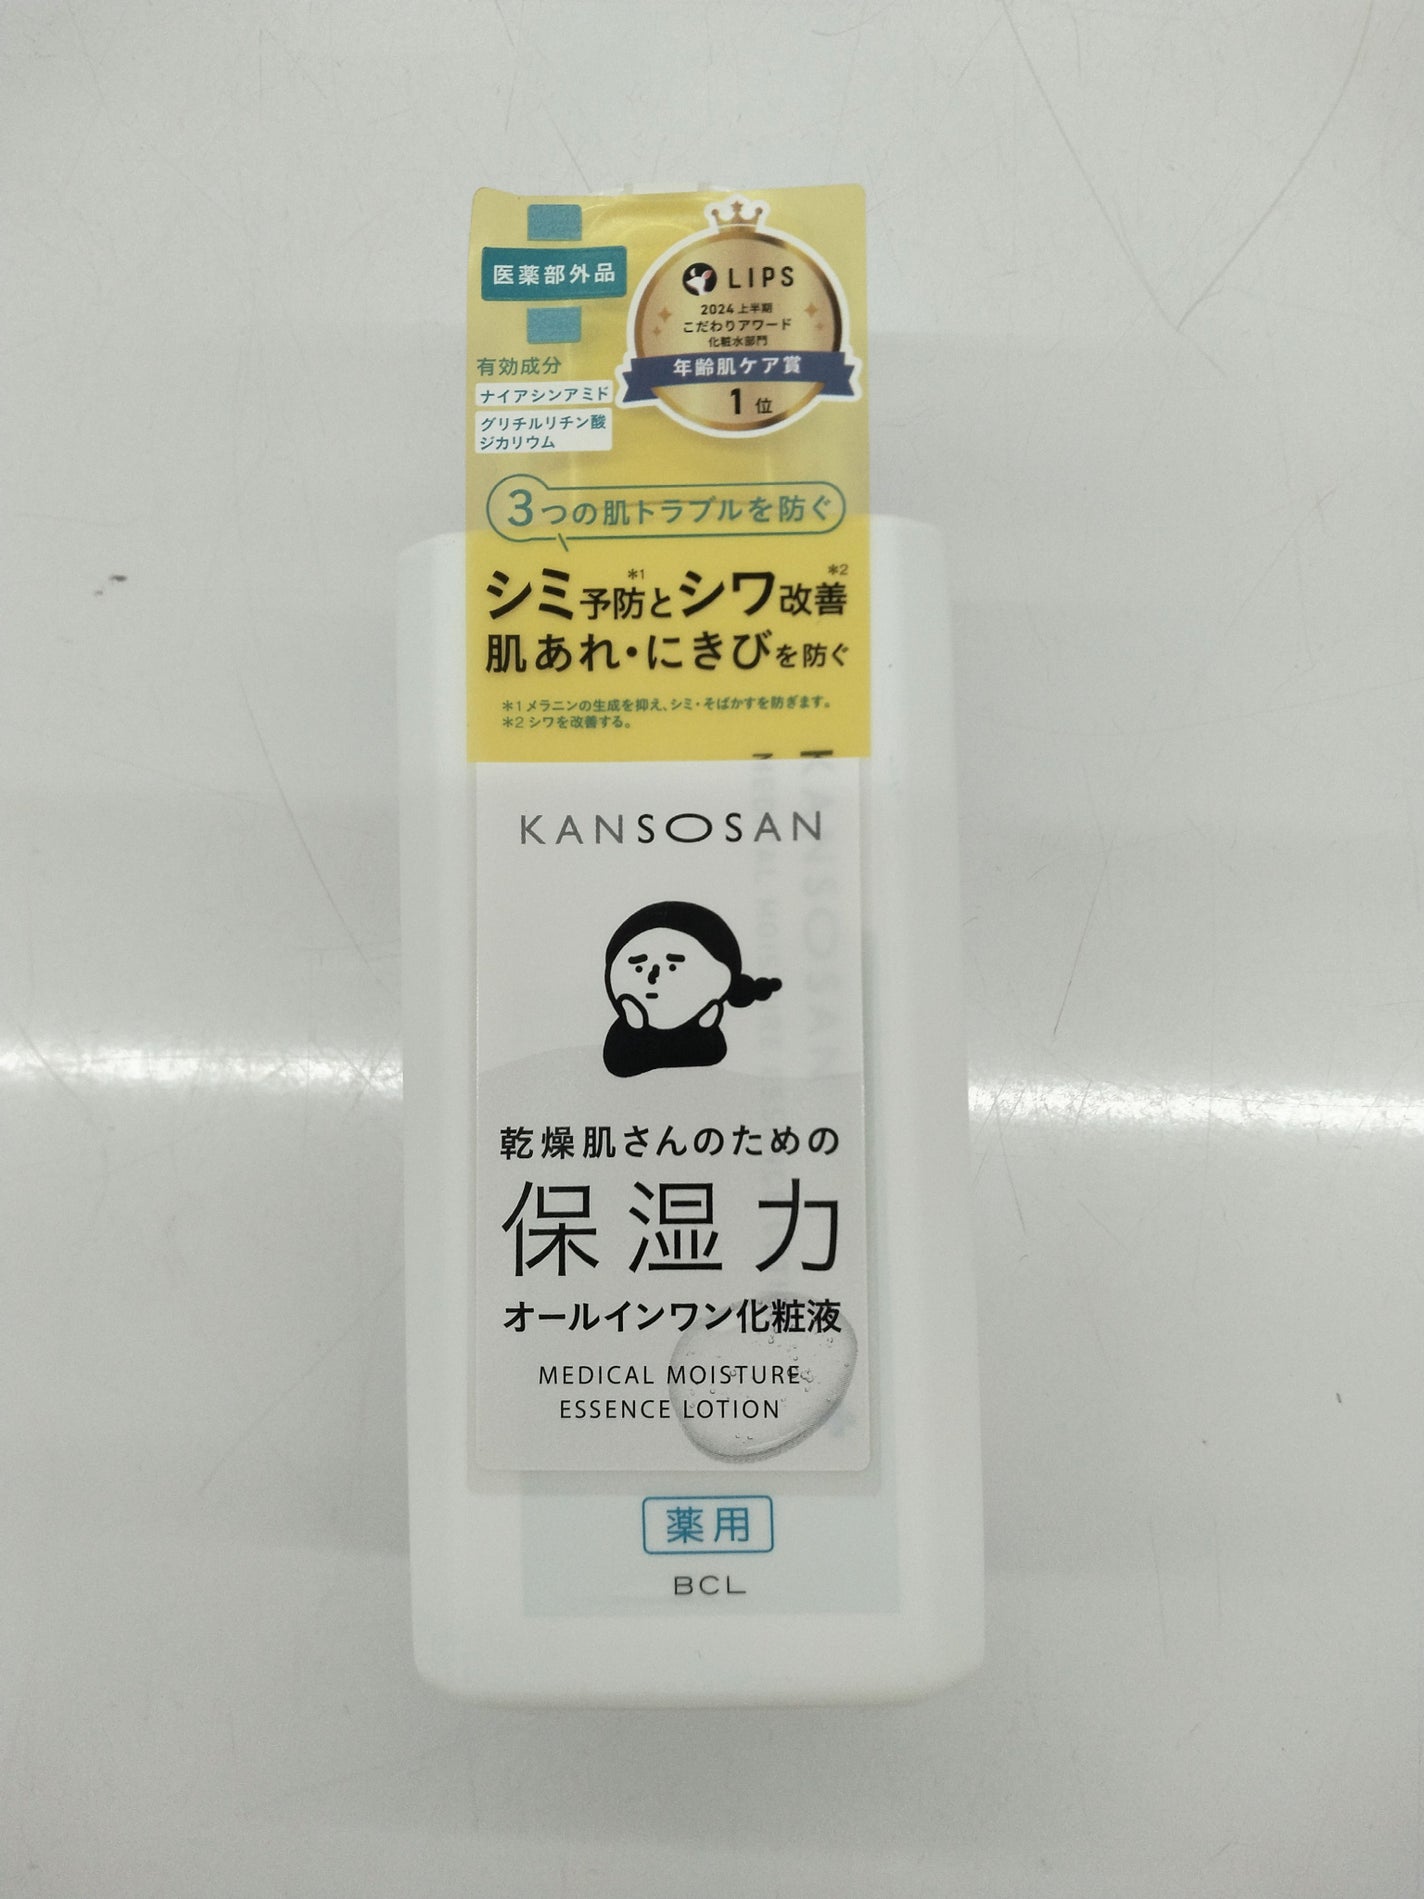 医薬部外品
LIPS
2024 上半期
こだわりアワード
化粧水部門
年齢肌ケア賞
1 位
有効成分
ナイアシンアミド
グリチルリチン酸
ジカリウム
3つの肌トラブルを防ぐ
シミ予防*1とシワ改善*2
肌あれ・にきびを防ぐ
*1 メラニンの生成を抑え、シミ・そばかすを防ぎます。
*2 シワを改善する。
KANSOSAN
乾燥肌さんのための
保湿力
オールインワン化粧液
MEDICAL MOISTURE
ESSENCE LOTION
薬用
BCL